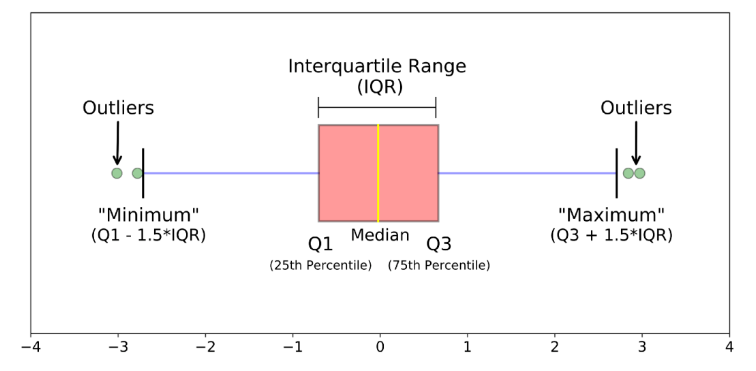 Interquartile Range
(IQR)
Outliers
Outliers
"Minimum"
(Q1 - 1.5*IQR)
"Maximum"
(Q3 + 1.5*IQR)
Q1
Median
Q3
(25th Percentile)
(75th Percentile)
−4 −3 −2 −1 0 1 2 3 4